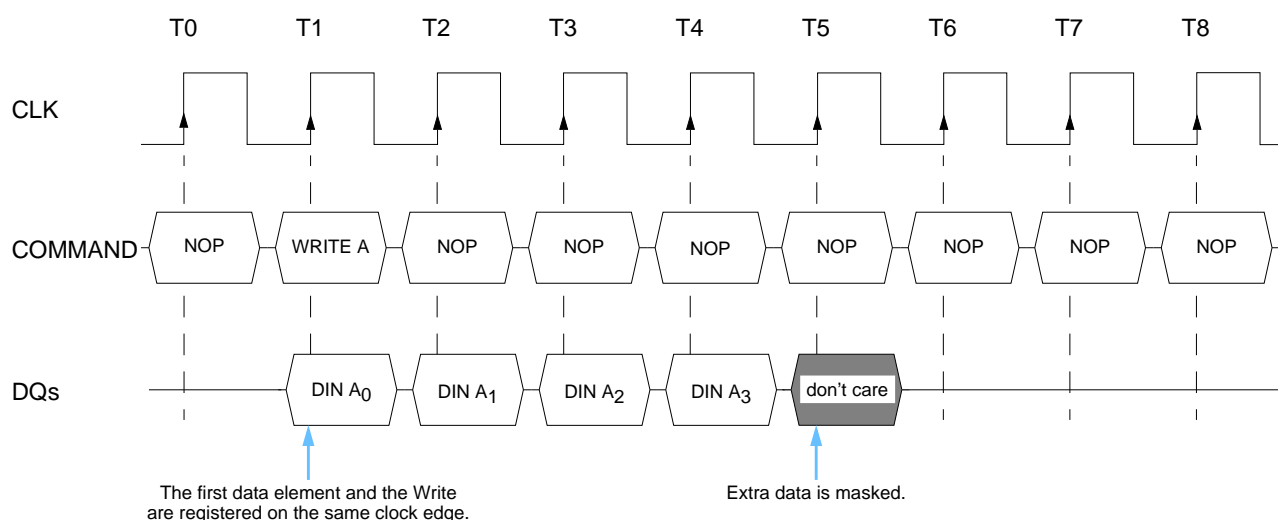 T0 T1 T2 T3 T4 T5 T6 T7 T8
CLK
COMMAND NOP WRITE A NOP NOP NOP NOP NOP NOP NOP
DQs DIN A0 DIN A1 DIN A2 DIN A3 don't care
The first data element and the Write
are registered on the same clock edge.
Extra data is masked.